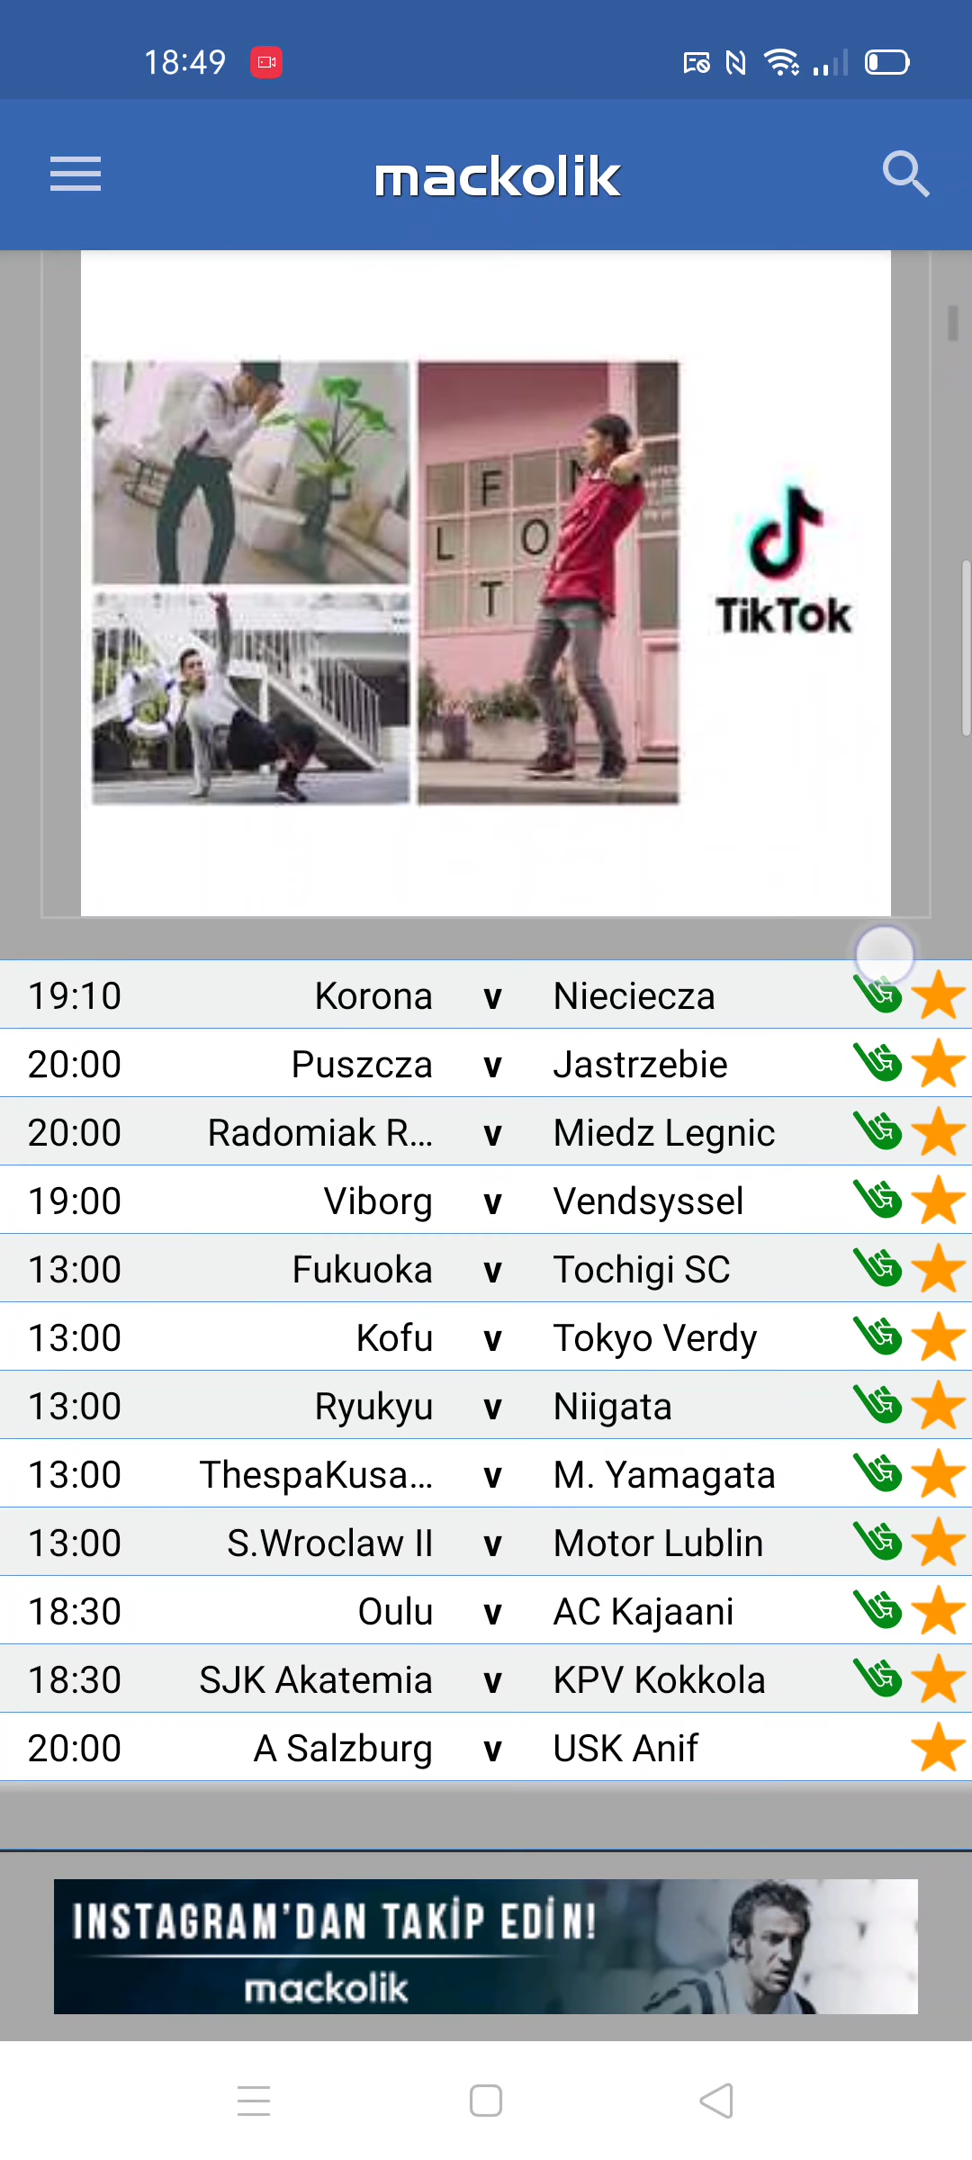 18:49
mackolik
F N
L O
T
TikTok
19:10 Korona v Nieciecza
20:00 Puszcza v Jastrzebie
20:00 Radomiak R... v Miedz Legnic
19:00 Viborg v Vendsyssel
13:00 Fukuoka v Tochigi SC
13:00 Kofu v Tokyo Verdy
13:00 Ryukyu v Niigata
13:00 ThespaKusa... v M. Yamagata
13:00 S.Wroclaw II v Motor Lublin
18:30 Oulu v AC Kajaani
18:30 SJK Akatemia v KPV Kokkola
20:00 A Salzburg v USK Anif
INSTAGRAM'DAN TAKİP EDİN!
mackolik